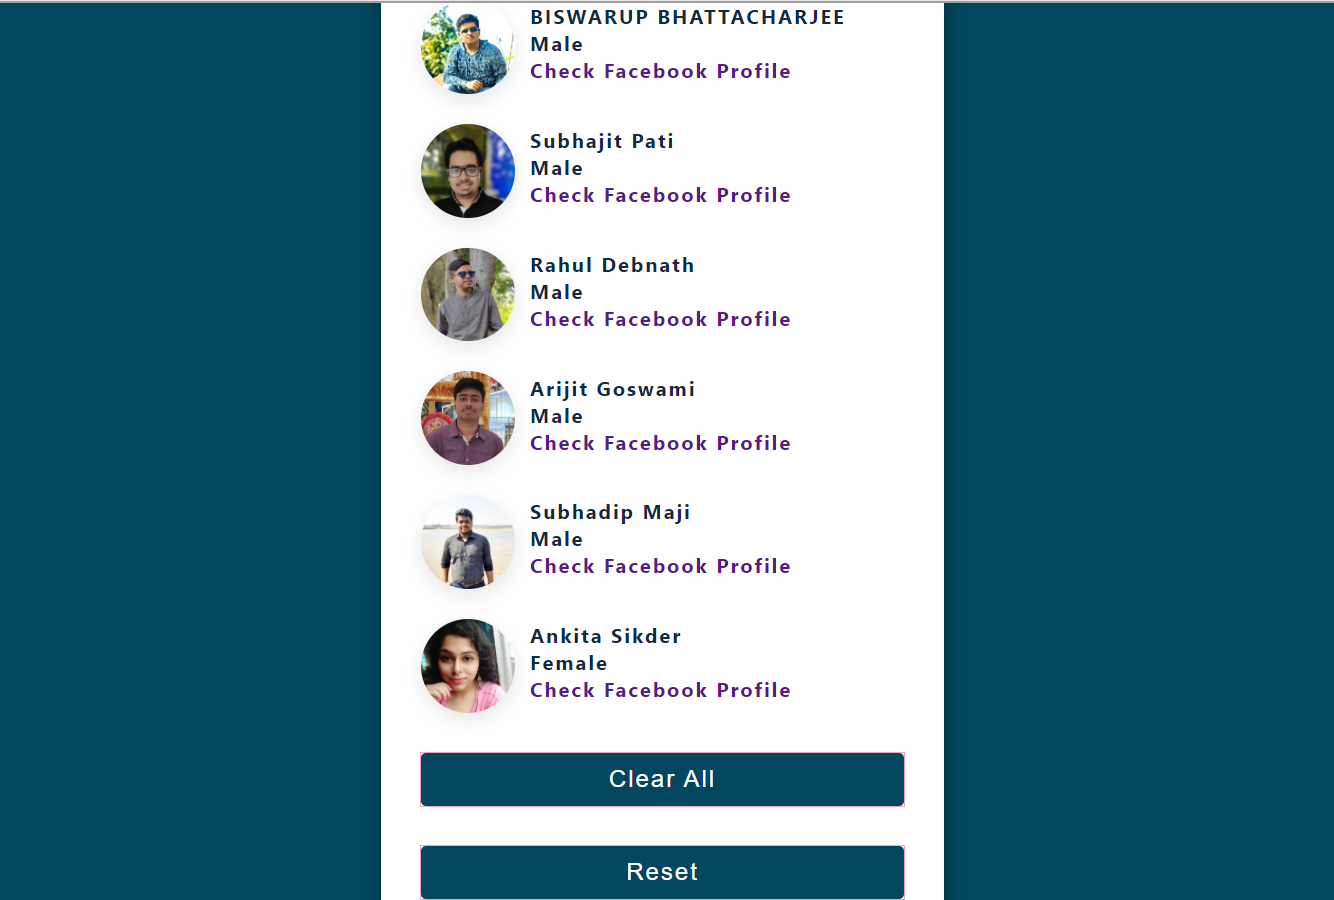 BISWARUP BHATTACHARJEE
Male
Check Facebook Profile
Subhajit Pati
Male
Check Facebook Profile
Rahul Debnath
Male
Check Facebook Profile
Arijit Goswami
Male
Check Facebook Profile
Subhadip Maji
Male
Check Facebook Profile
Ankita Sikder
Female
Check Facebook Profile
Clear All
Reset